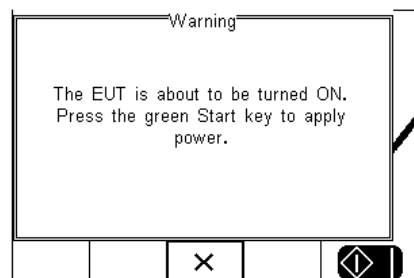 Warning
The EUT is about to be turned ON.
Press the green Start key to apply
power.